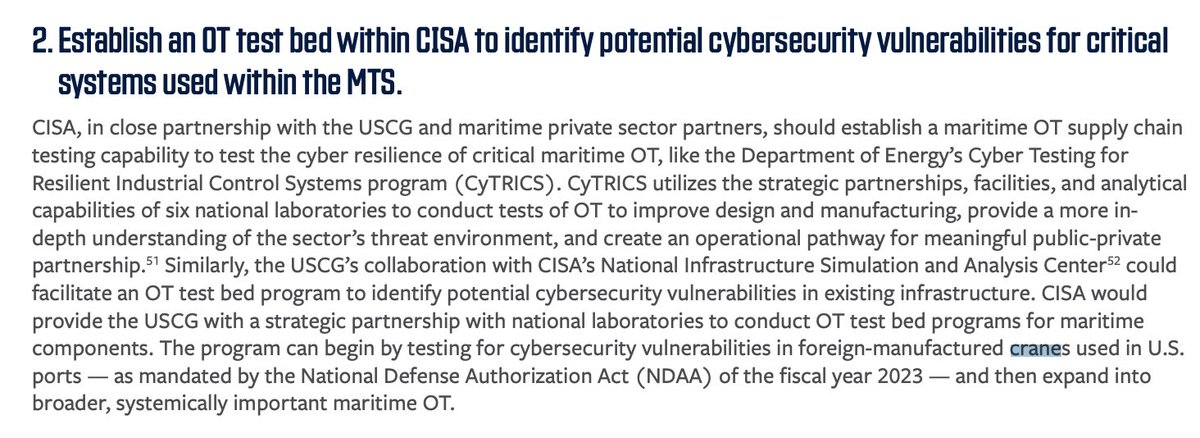 2. Establish an OT test bed within CISA to identify potential cybersecurity vulnerabilities for critical
systems used within the MTS.
CISA, in close partnership with the USCG and maritime private sector partners, should establish a maritime OT supply chain
testing capability to test the cyber resilience of critical maritime OT, like the Department of Energy’s Cyber Testing for
Resilient Industrial Control Systems program (CyTRICS). CyTRICS utilizes the strategic partnerships, facilities, and analytical
capabilities of six national laboratories to conduct tests of OT to improve design and manufacturing, provide a more in-
depth understanding of the sector’s threat environment, and create an operational pathway for meaningful public-private
partnership.⁵¹ Similarly, the USCG’s collaboration with CISA’s National Infrastructure Simulation and Analysis Center⁵² could
facilitate an OT test bed program to identify potential cybersecurity vulnerabilities in existing infrastructure. CISA would
provide the USCG with a strategic partnership with national laboratories to conduct OT test bed programs for maritime
components. The program can begin by testing for cybersecurity vulnerabilities in foreign-manufactured cranes used in U.S.
ports — as mandated by the National Defense Authorization Act (NDAA) of the fiscal year 2023 — and then expand into
broader, systemically important maritime OT.